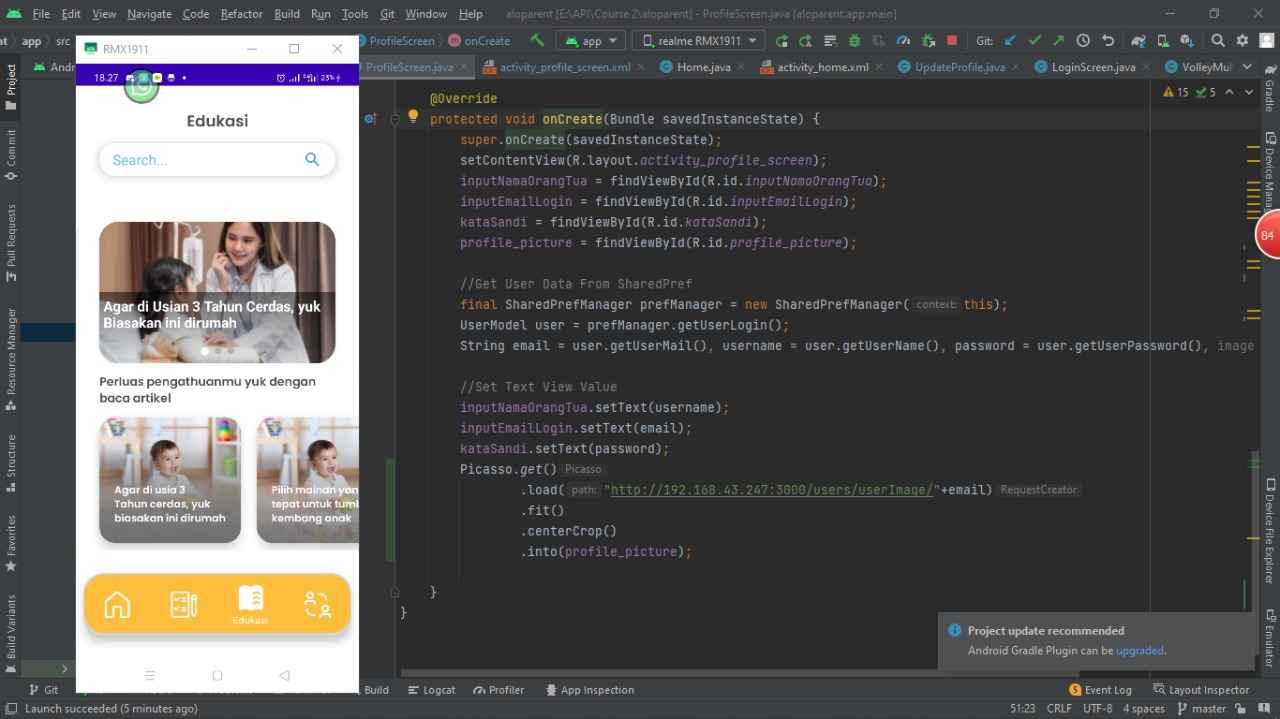 File Edit View Navigate Code Refactor Build Run Tools Git Window Help aloparent [E:\API\Course 2\aloparent] - ProfileScreen.java [aloparent.app.main]
app src ProfileScreen onCreate app realme RMX1911 Git:
ProfileScreen.java activity_profile_screen.xml Home.java activity_home.xml UpdateProfile.java LoginScreen.java
15 5
Project
Commit
Pull Requests
Resource Manager
Structure
Favorites
Build Variants
RMX1911
18.27 25%
Edukasi
Search...
Agar di Usian 3 Tahun Cerdas, yuk
Biasakan ini dirumah
Perluas pengathuanmu yuk dengan
baca artikel
Agar di usia 3
Tahun cerdas, yuk
biasakan ini dirumah
Pilih mainan
tepat untuk
kembang anak
Edukasi
@Override
protected void onCreate(Bundle savedInstanceState) {
super.onCreate(savedInstanceState);
setContentView(R.layout.activity_profile_screen);
inputNamaOrangTua = findViewById(R.id.inputNamaOrangTua);
inputEmailLogin = findViewById(R.id.inputEmailLogin);
kataSandi = findViewById(R.id.kataSandi);
profile_picture = findViewById(R.id.profile_picture);
//Get User Data From SharedPref
final SharedPrefManager prefManager = new SharedPrefManager( context: this);
UserModel user = prefManager.getUserLogin();
String email = user.getUserMail(), username = user.getUserName(), password = user.getUserPassword(), image
//Set Text View Value
inputNamaOrangTua.setText(username);
inputEmailLogin.setText(email);
kataSandi.setText(password);
Picasso.get() Picasso
.load( path: "http://192.168.43.247:3000/users/userImage/"+email) RequestCreator
.fit()
.centerCrop()
.into(profile_picture);
}
}
Gradle
Device File Explorer
Emulator
84
Project update recommended
Android Gradle Plugin can be upgraded.
Git Build Logcat Profiler App Inspection 5 Event Log Layout Inspector
Launch succeeded (5 minutes ago) 51:23 CRLF UTF-8 4 spaces master